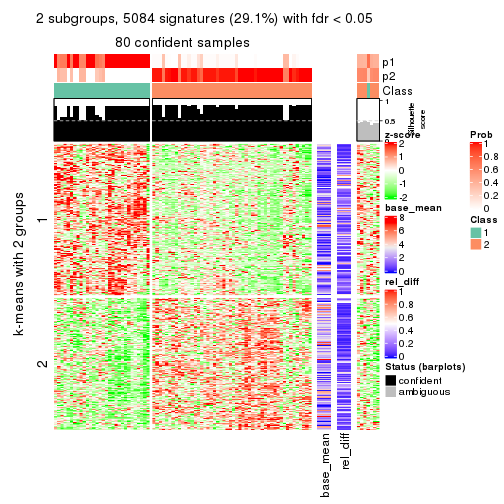 2 subgroups, 5084 signatures (29.1%) with fdr < 0.05
80 confident samples
p1
p2
Class
1
0.5
Silhouette
score
k-means with 2 groups
1
2
base_mean
rel_diff
z-score
2
1
0
-1
-2
base_mean
8
6
4
2
0
rel_diff
1
0.8
0.6
0.4
0.2
0
Status (barplots)
confident
ambiguous
Prob
1
0.8
0.6
0.4
0.2
0
Class
1
2